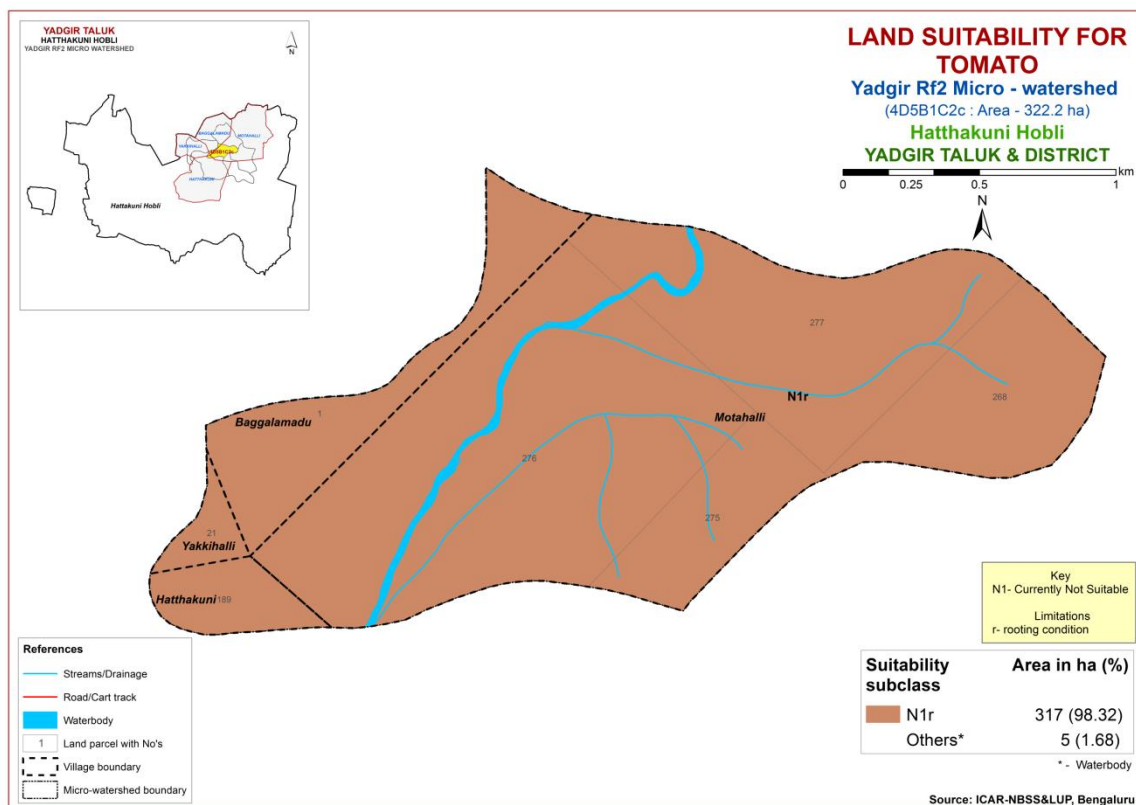 YADGIR TALUK
HATTHAKUNI HOBLI
YADGIR RF2 MICRO WATERSHED
N
BAGGALAMADU
MOTAHALLI
HATTHAKUNI
Hattakuni Hobli
LAND SUITABILITY FOR
TOMATO
Yadgir Rf2 Micro - watershed
(4D5B1C2c : Area - 322.2 ha)
Hatthakuni Hobli
YADGIR TALUK & DISTRICT
km
0 0.25 0.5 1
N
277
N1r
268
Motahalli
1
Baggalamadu
276
275
21
Yakkihalli
Hatthakuni
189
Key
N1- Currently Not Suitable
Limitations
r- rooting condition
References
Streams/Drainage
Road/Cart track
Waterbody
1 Land parcel with No's
Village boundary
Micro-watershed boundary
Suitability subclass Area in ha (%)
N1r 317 (98.32)
Others* 5 (1.68)
* - Waterbody
Source: ICAR-NBSS&LUP, Bengaluru